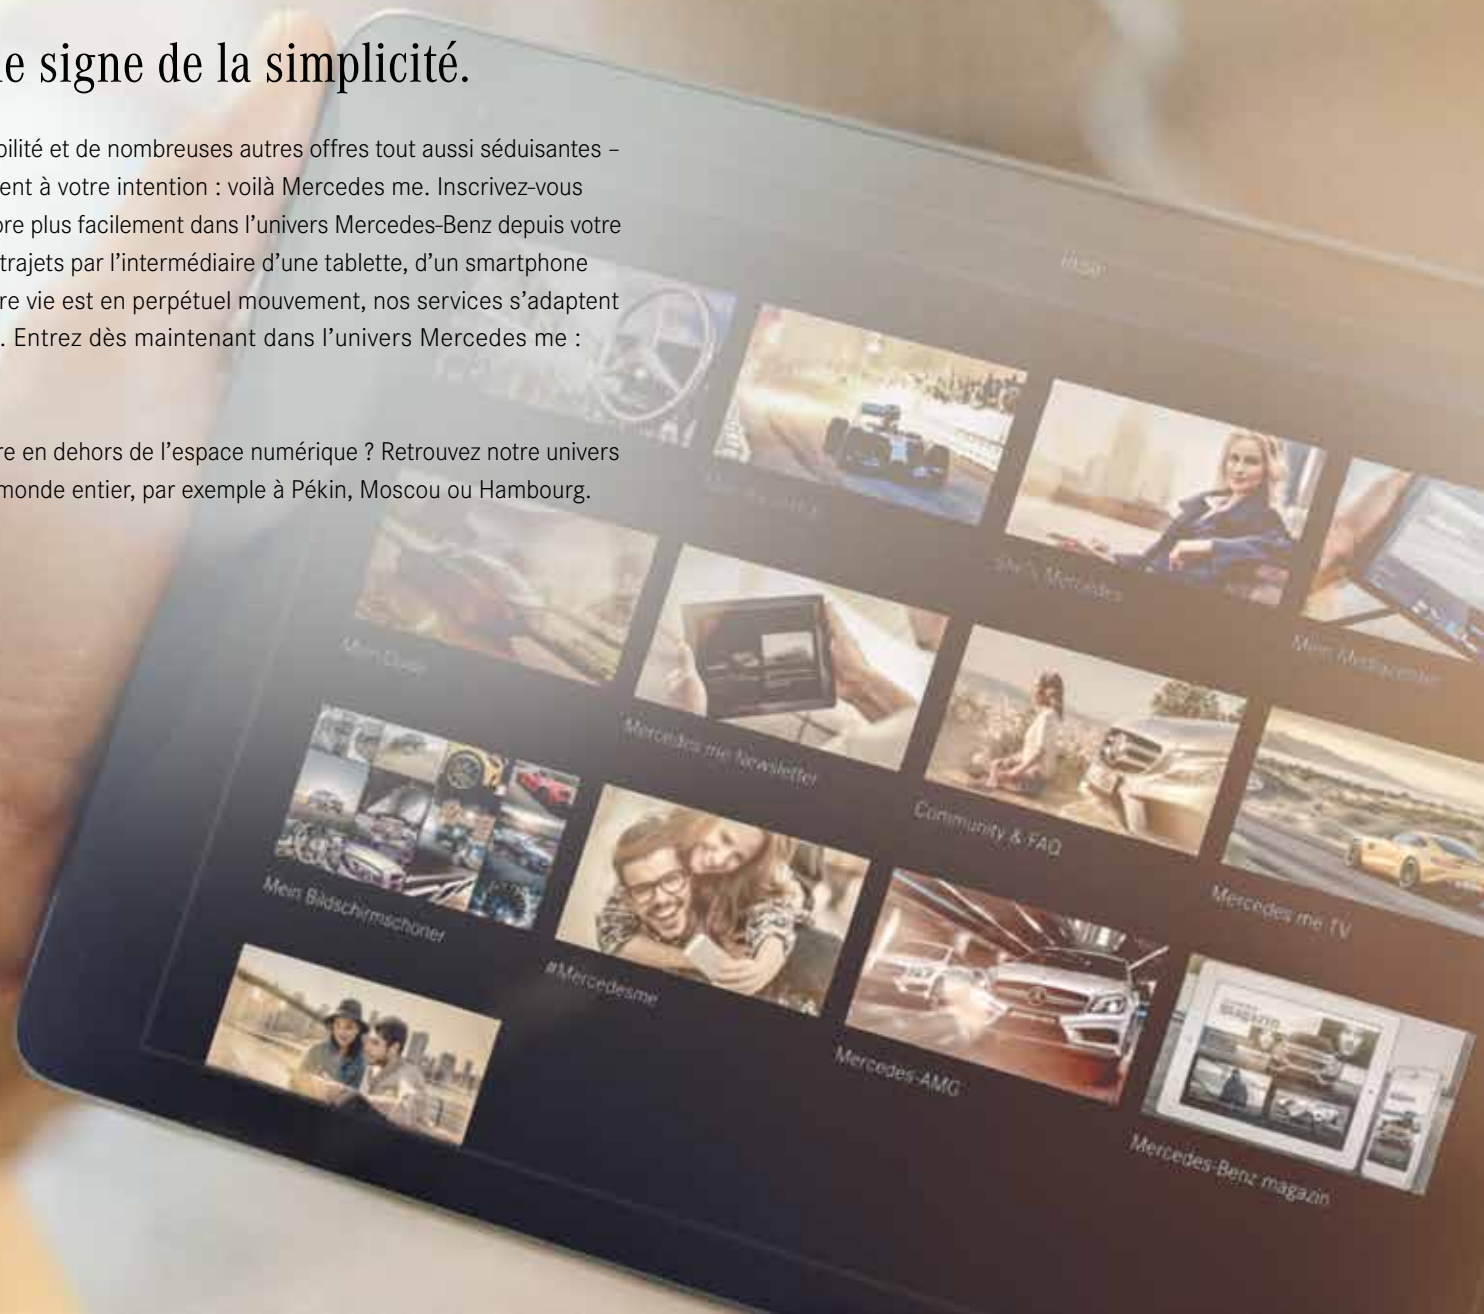 le signe de la simplicité.
bilité et de nombreuses autres offres tout aussi séduisantes –
ent à votre intention : voilà Mercedes me. Inscrivez-vous
ore plus facilement dans l’univers Mercedes-Benz depuis votre
trajets par l’intermédiaire d’une tablette, d’un smartphone
re vie est en perpétuel mouvement, nos services s’adaptent
. Entrez dès maintenant dans l’univers Mercedes me :
re en dehors de l’espace numérique ? Retrouvez notre univers
monde entier, par exemple à Pékin, Moscou ou Hambourg.
She's Mercedes
Mein Mediacenter
Mercedes me Newsletter
Community & FAQ
Mercedes me TV
Mein Bildschirmschoner
#Mercedesme
Mercedes-AMG
Mercedes-Benz magazin